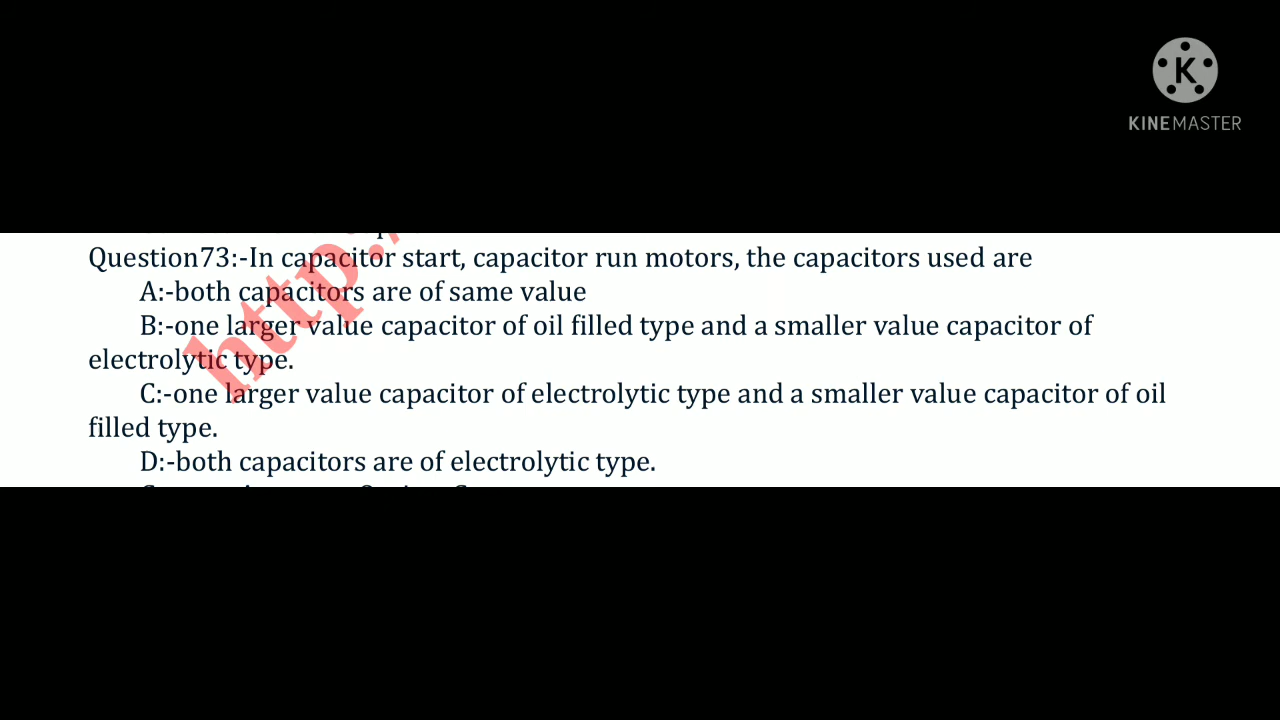 K
KINEMASTER
Question73:-In capacitor start, capacitor run motors, the capacitors used are
A:-both capacitors are of same value
B:-one larger value capacitor of oil filled type and a smaller value capacitor of
electrolytic type.
C:-one larger value capacitor of electrolytic type and a smaller value capacitor of oil
filled type.
D:-both capacitors are of electrolytic type.
http:/